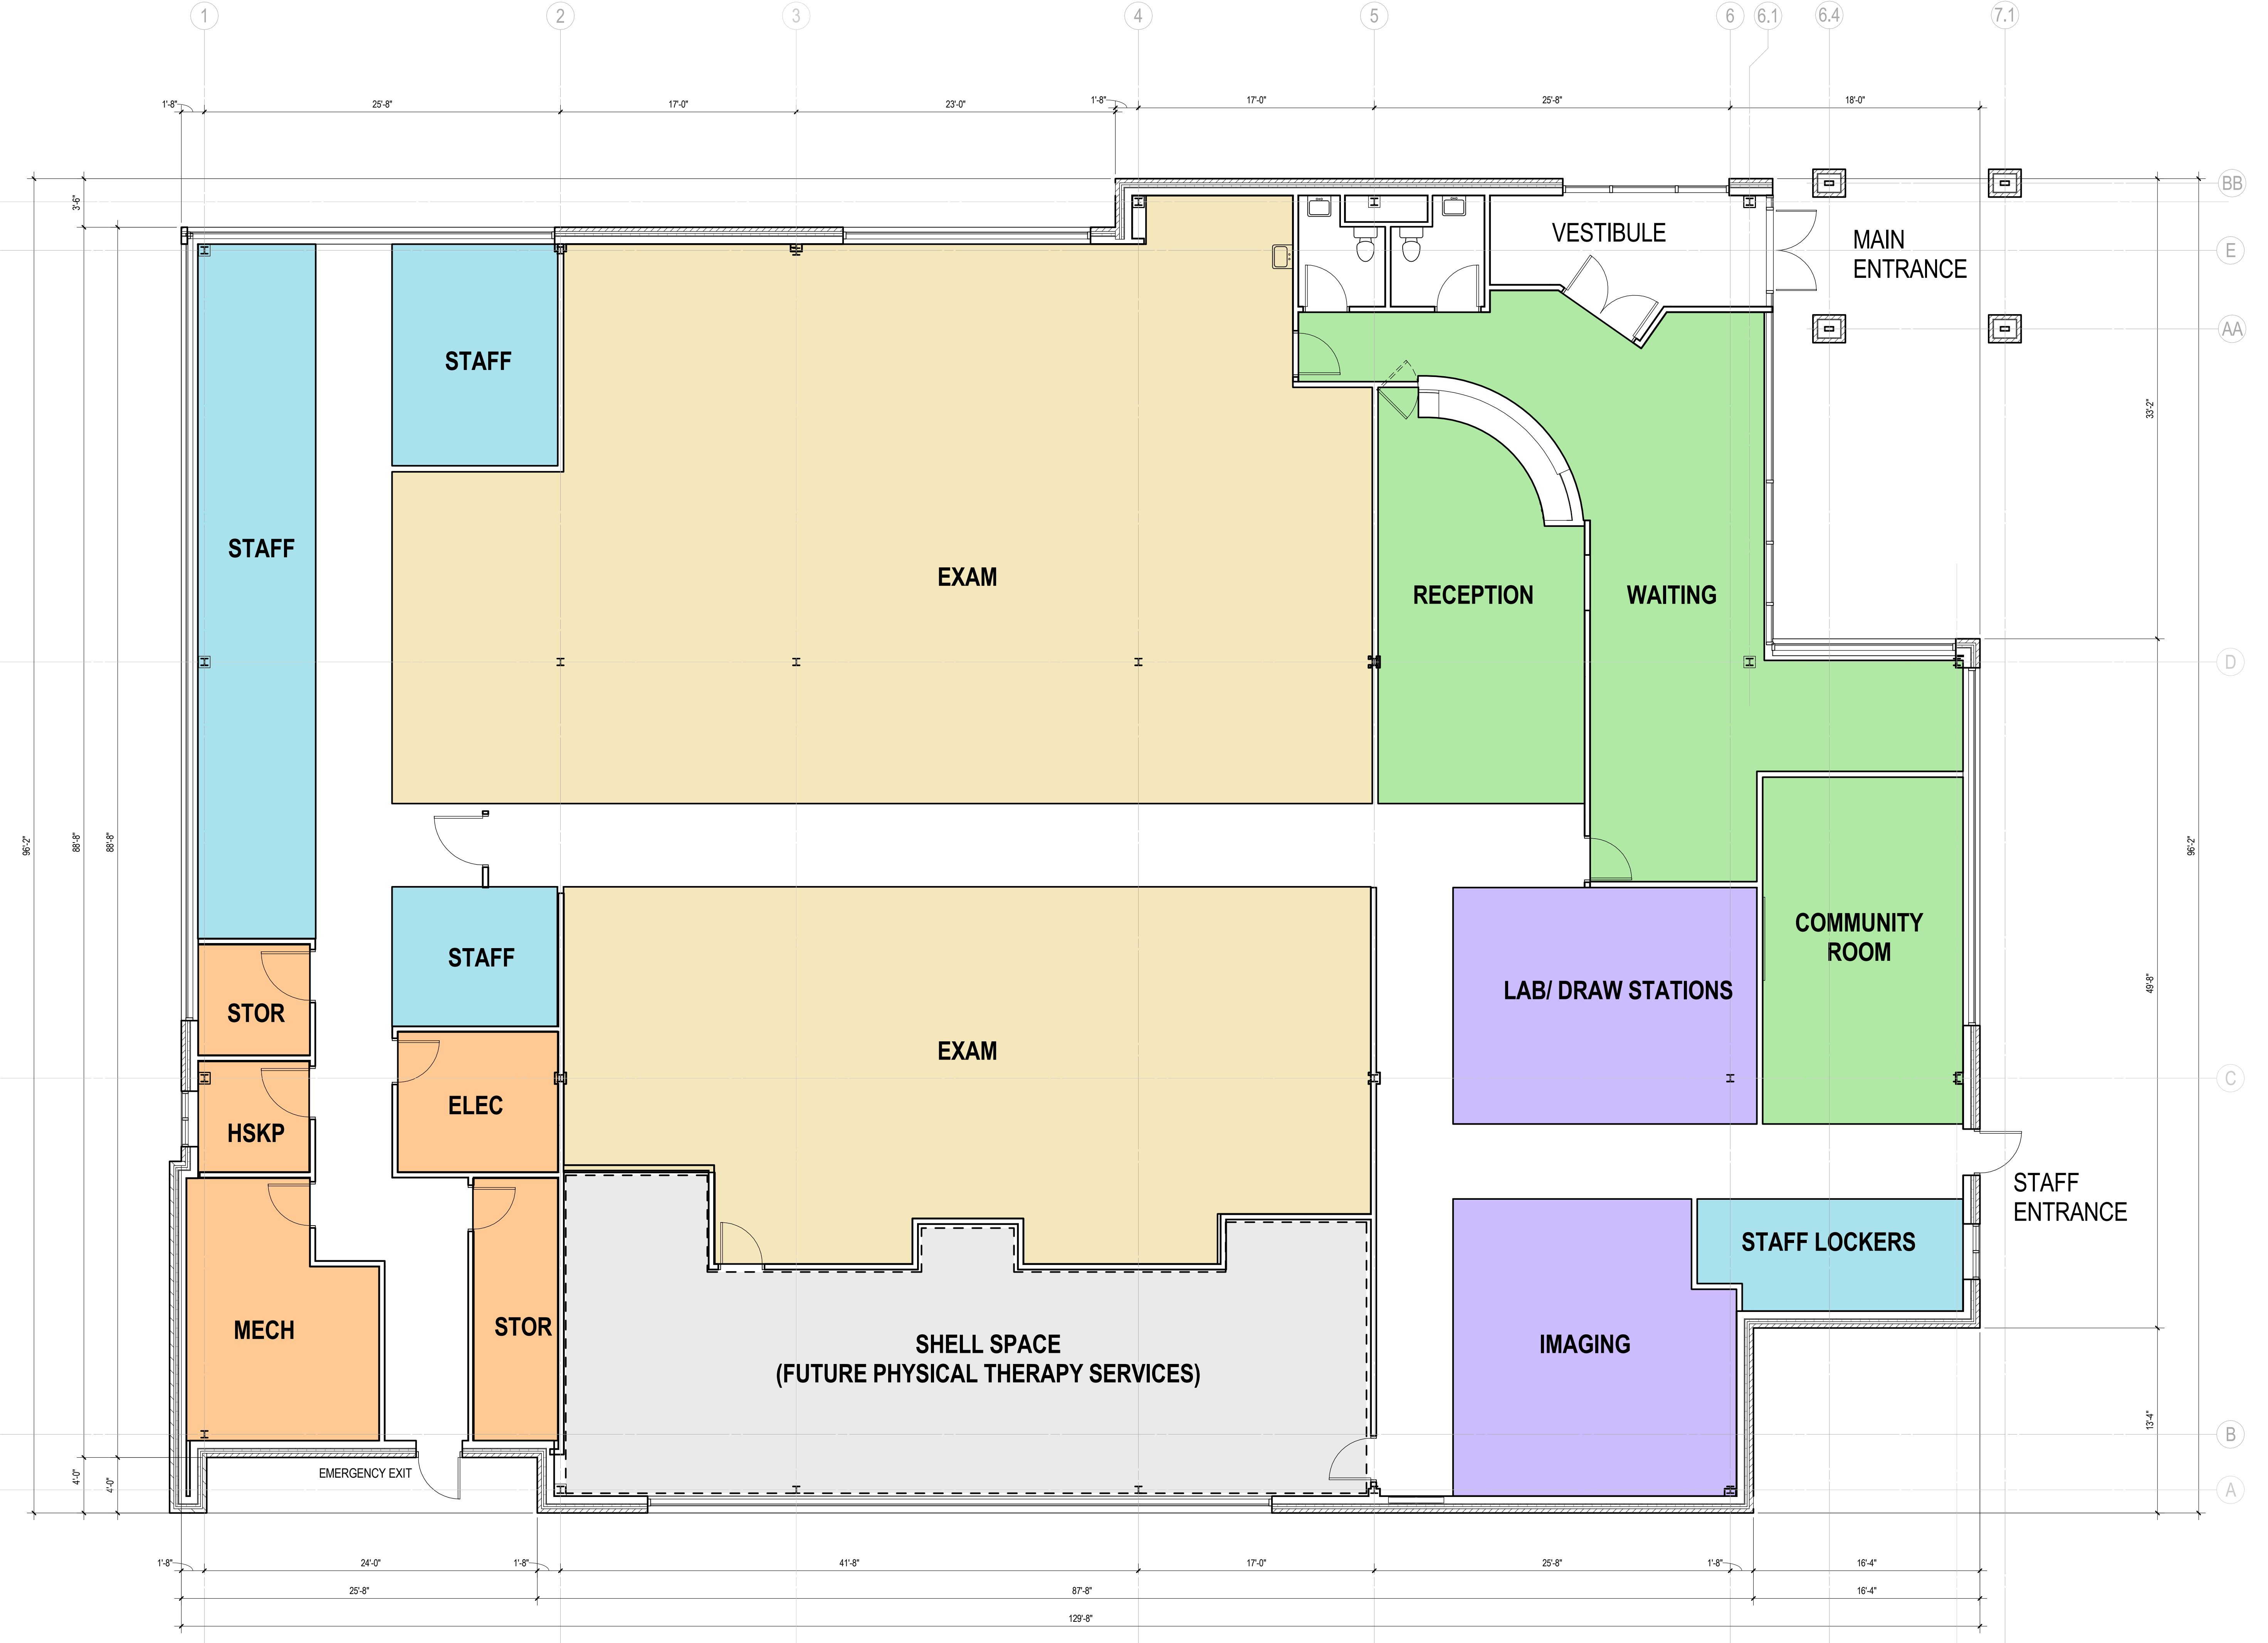 1 2 3 4 5 6 6.1 6.4 7.1
1'-8" 25'-8" 17'-0" 23'-0" 1'-8" 17'-0" 25'-8" 18'-0"
BB
3'-6"
VESTIBULE
MAIN
ENTRANCE
E
AA
STAFF
33'-2"
STAFF
EXAM
RECEPTION
WAITING
D
96'-2"
88'-8"
88'-8"
96'-2"
STAFF
COMMUNITY
ROOM
LAB/ DRAW STATIONS
49'-8"
STOR
EXAM
C
ELEC
HSKP
STAFF
ENTRANCE
STAFF LOCKERS
MECH
STOR
SHELL SPACE
(FUTURE PHYSICAL THERAPY SERVICES)
IMAGING
13'-4"
B
EMERGENCY EXIT
4'-0"
4'-0"
A
1'-8" 24'-0" 1'-8" 41'-8" 17'-0" 25'-8" 1'-8" 16'-4"
25'-8" 87'-8" 16'-4"
129'-8"